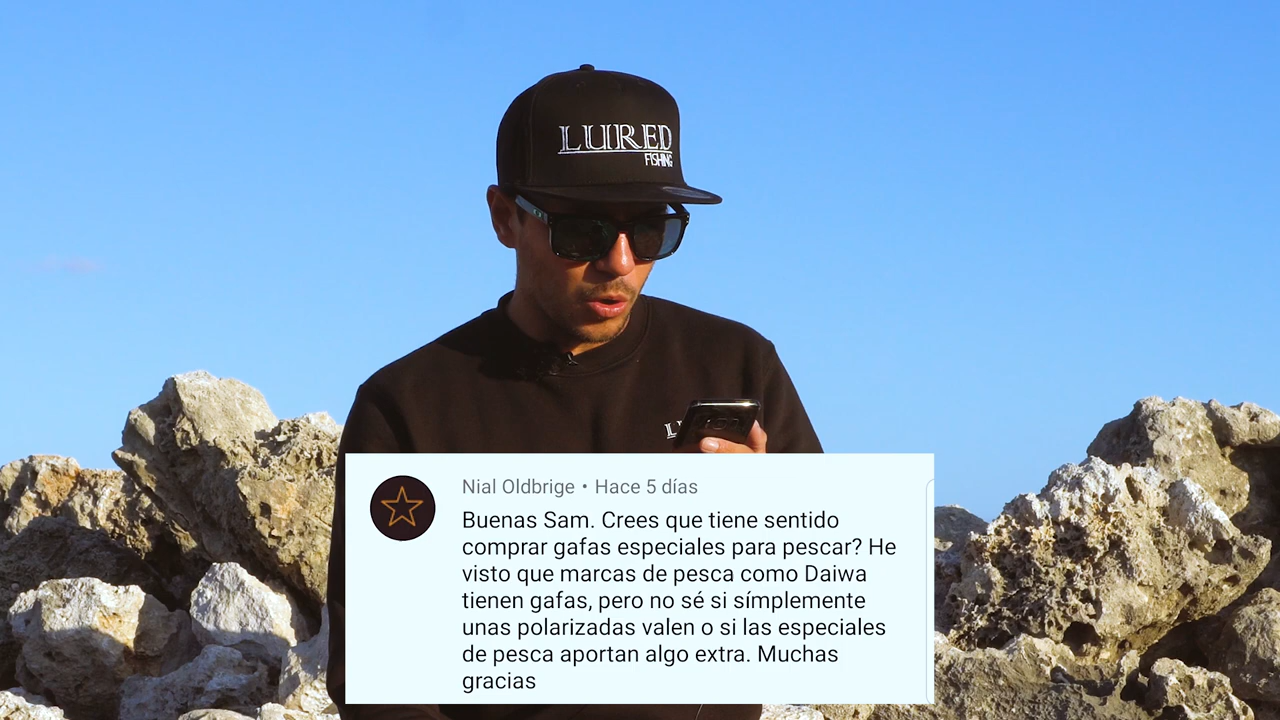 LURED
FISHING
Nial Oldbrige • Hace 5 días
Buenas Sam. Crees que tiene sentido
comprar gafas especiales para pescar? He
visto que marcas de pesca como Daiwa
tienen gafas, pero no sé si símplemente
unas polarizadas valen o si las especiales
de pesca aportan algo extra. Muchas
gracias